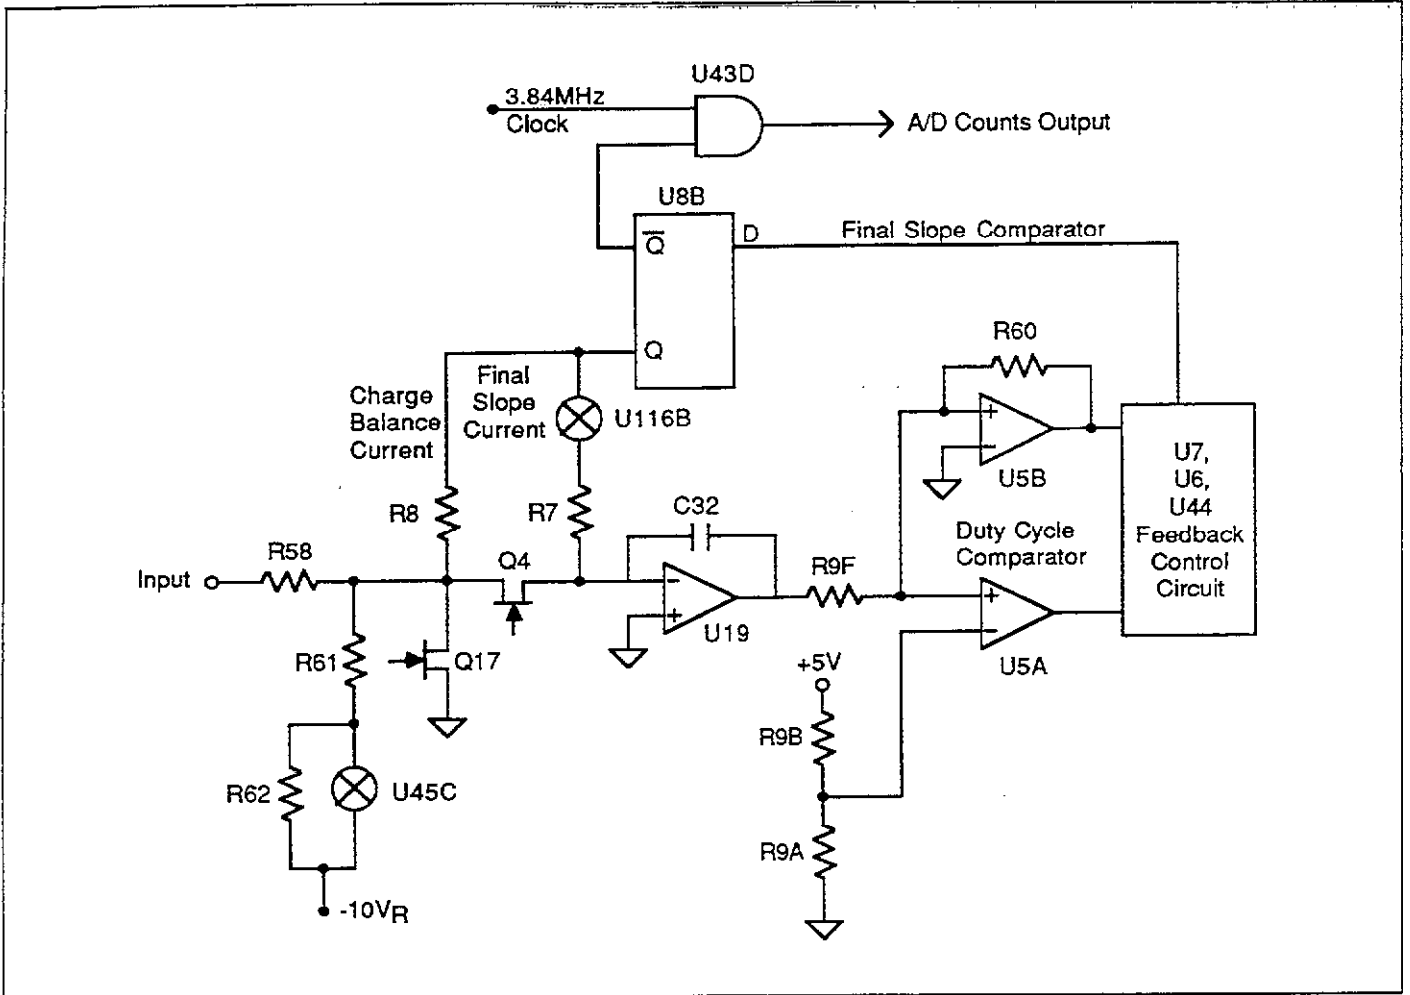 U43D
3.84MHz
Clock
A/D Counts Output
U8B
Q
D
Final Slope Comparator
Q
R60
Charge
Balance
Current
Final
Slope
Current
U116B
+
−
U5B
U7,
U6,
U44
Feedback
Control
Circuit
R8
R7
C32
Duty Cycle
Comparator
R58
Input
Q4
R9F
−
+
U19
+
−
U5A
R61
Q17
+5V
R9B
R62
U45C
R9A
-10VR